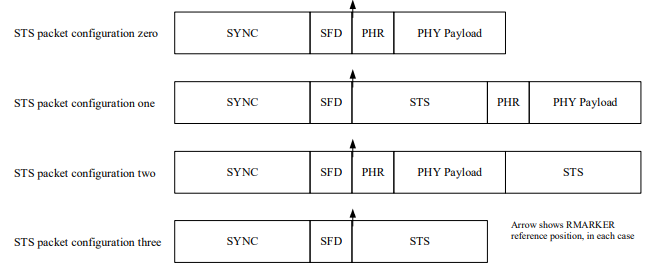 STS packet configuration zero
SYNC SFD PHR PHY Payload
STS packet configuration one
SYNC SFD STS PHR PHY Payload
STS packet configuration two
SYNC SFD PHR PHY Payload STS
STS packet configuration three
SYNC SFD STS
Arrow shows RMARKER
reference position, in each case